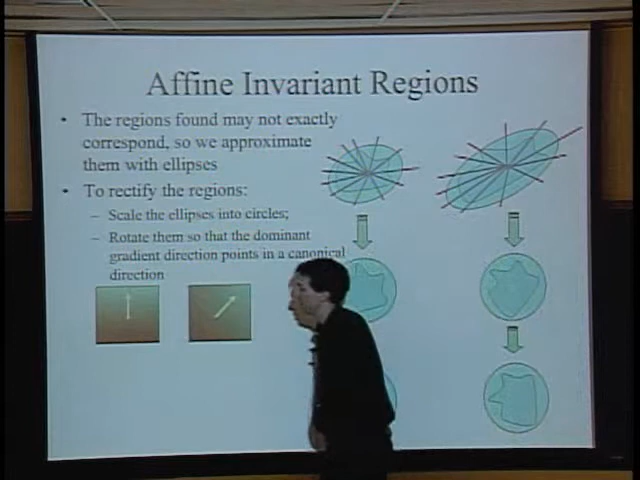 Affine Invariant Regions
• The regions found may not exactly
correspond, so we approximate
them with ellipses
• To rectify the regions:
– Scale the ellipses into circles;
– Rotate them so that the dominant
gradient direction points in a canonical
direction